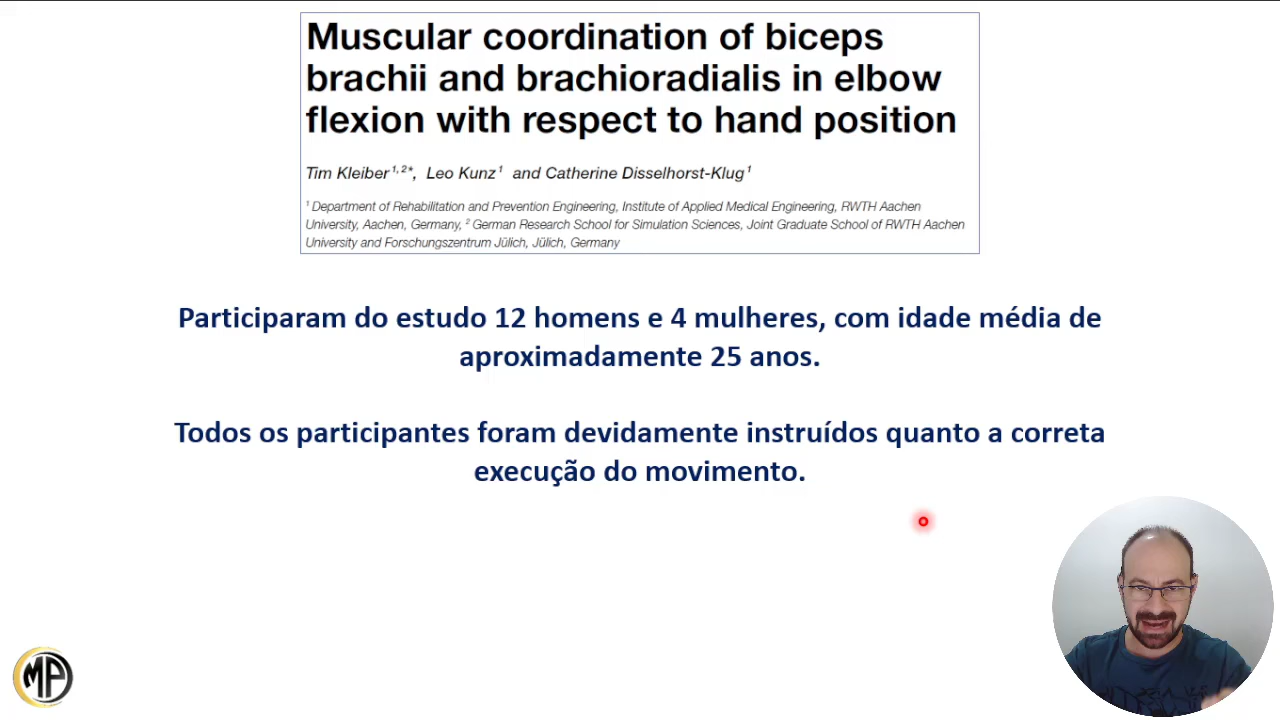 Muscular coordination of biceps
brachii and brachioradialis in elbow
flexion with respect to hand position
Tim Kleiber 1,2*, Leo Kunz 1 and Catherine Disselhorst-Klug 1
1 Department of Rehabilitation and Prevention Engineering, Institute of Applied Medical Engineering, RWTH Aachen
University, Aachen, Germany, 2 German Research School for Simulation Sciences, Joint Graduate School of RWTH Aachen
University and Forschungszentrum Jülich, Jülich, Germany
Participaram do estudo 12 homens e 4 mulheres, com idade média de
aproximadamente 25 anos.
Todos os participantes foram devidamente instruídos quanto a correta
execução do movimento.
MP